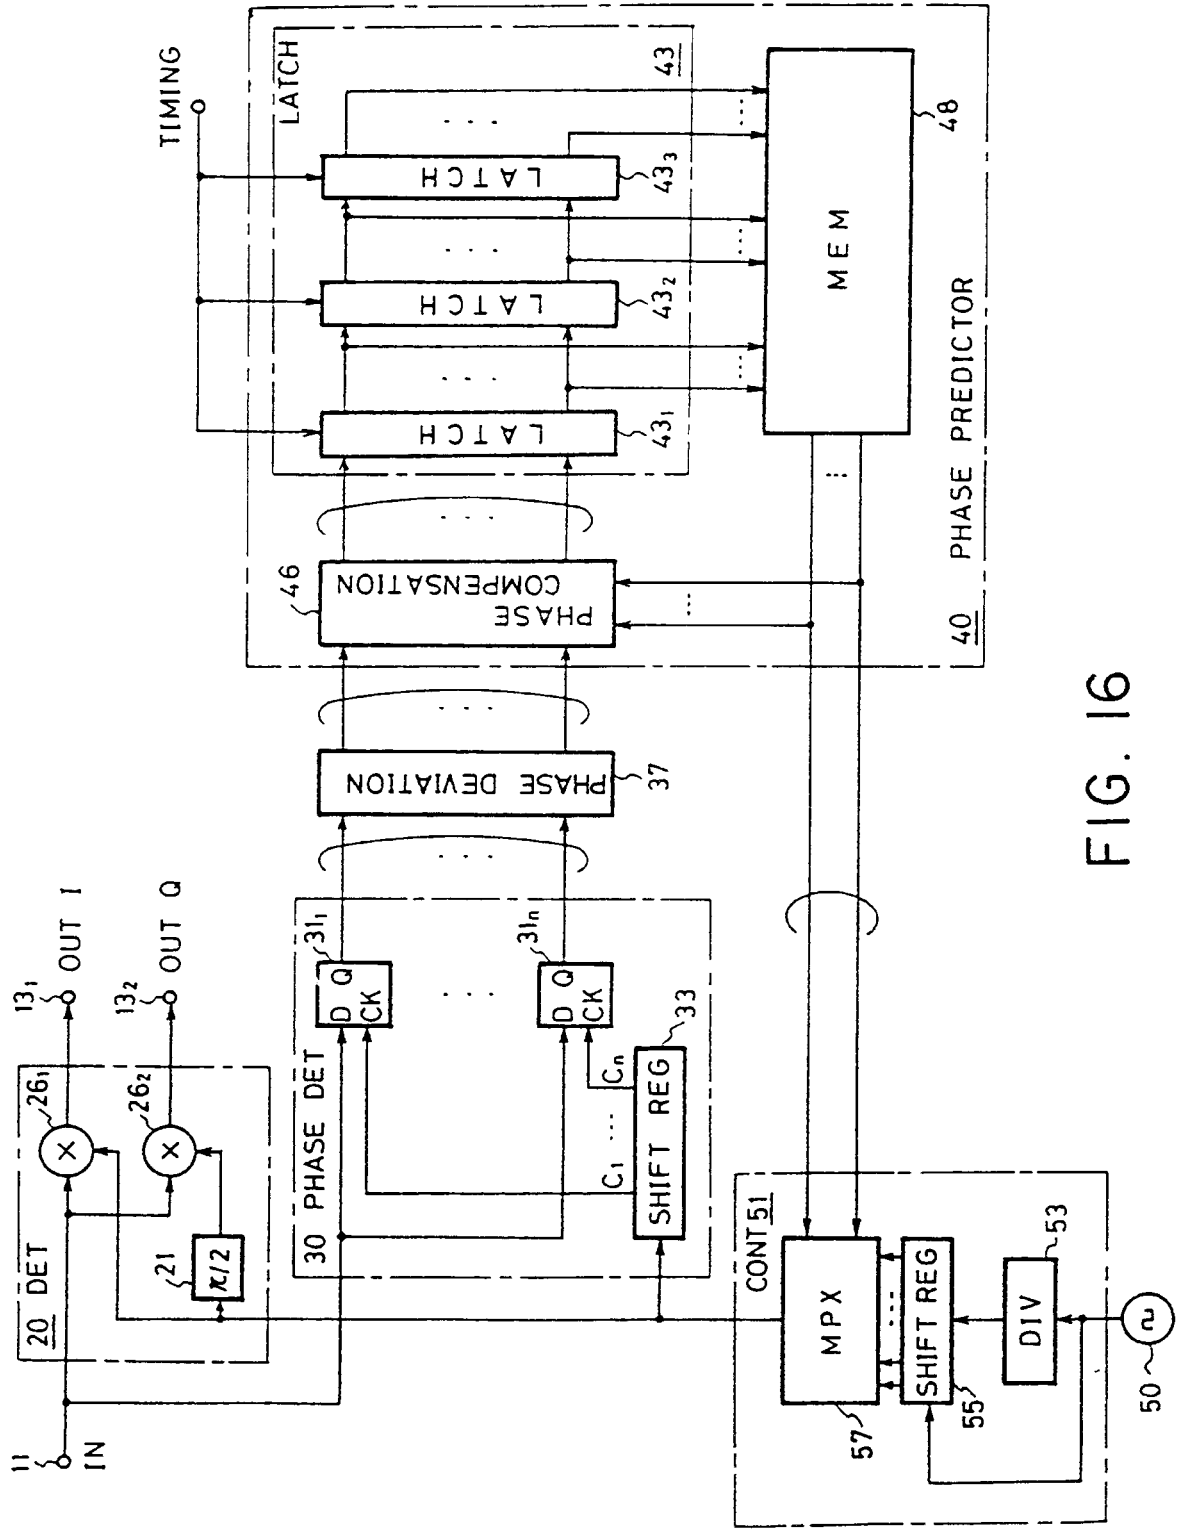 11
IN
20 DET
21
π/2
26₁
×
26₂
×
13₁
OUT I
13₂
OUT Q
30 PHASE DET
31₁
D Q
CK
31ₙ
D Q
CK
C₁ ... Cₙ
SHIFT REG
33
PHASE DEVIATION
37
46
PHASE
COMPENSATION
TIMING
LATCH
43
LATCH
43₁
LATCH
43₂
LATCH
43₃
MEM
48
40 PHASE PREDICTOR
CONT 51
MPX
57
SHIFT REG
55
DIV
53
50
FIG. 16